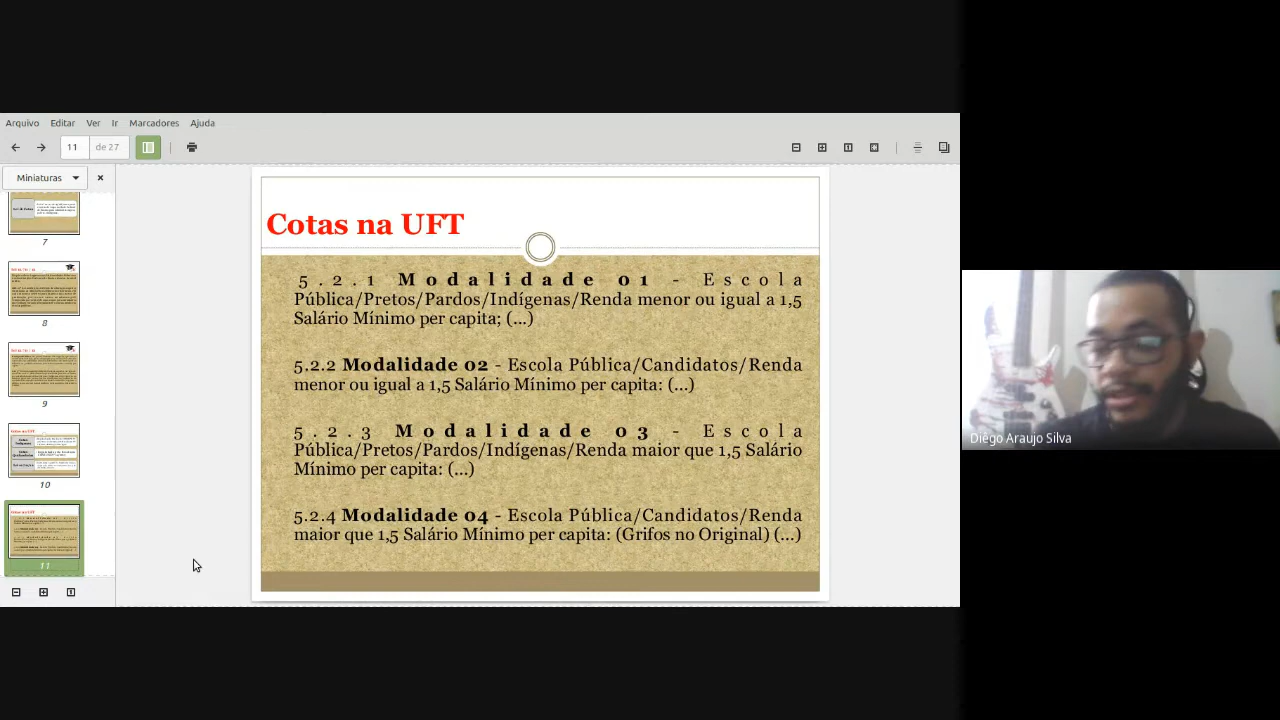 Arquivo Editar Ver Ir Marcadores Ajuda
11 de 27
Miniaturas
7
8
9
10
11
Cotas na UFT
5.2.1 Modalidade 01 - Escola
Pública/Pretos/Pardos/Indígenas/Renda menor ou igual a 1,5
Salário Mínimo per capita; (...)
5.2.2 Modalidade 02 - Escola Pública/Candidatos/Renda
menor ou igual a 1,5 Salário Mínimo per capita: (...)
5.2.3 Modalidade 03 - Escola
Pública/Pretos/Pardos/Indígenas/Renda maior que 1,5 Salário
Mínimo per capita: (...)
5.2.4 Modalidade 04 - Escola Pública/Candidatos/Renda
maior que 1,5 Salário Mínimo per capita: (Grifos no Original) (...)
Diego Araujo Silva